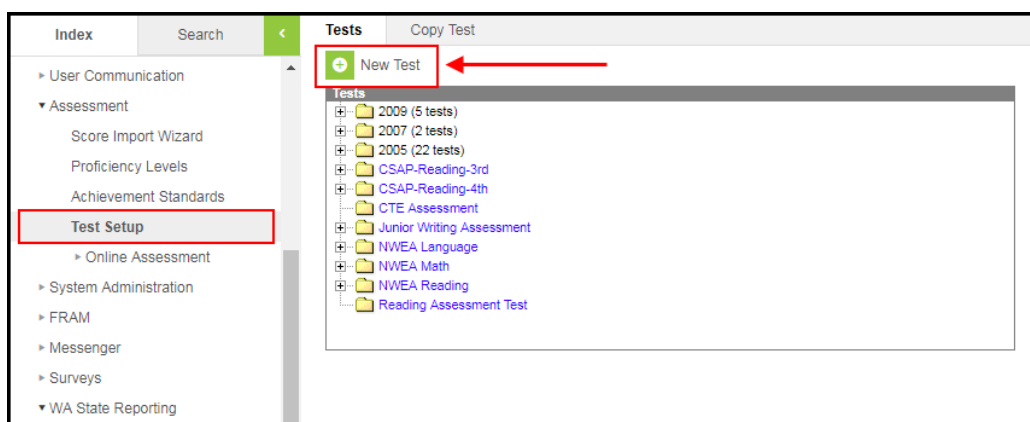 Index
Search
User Communication
Assessment
Score Import Wizard
Proficiency Levels
Achievement Standards
Test Setup
Online Assessment
System Administration
FRAM
Messenger
Surveys
WA State Reporting
Tests
Copy Test
New Test
Tests
2009 (5 tests)
2007 (2 tests)
2005 (22 tests)
CSAP-Reading-3rd
CSAP-Reading-4th
CTE Assessment
Junior Writing Assessment
NWEA Language
NWEA Math
NWEA Reading
Reading Assessment Test